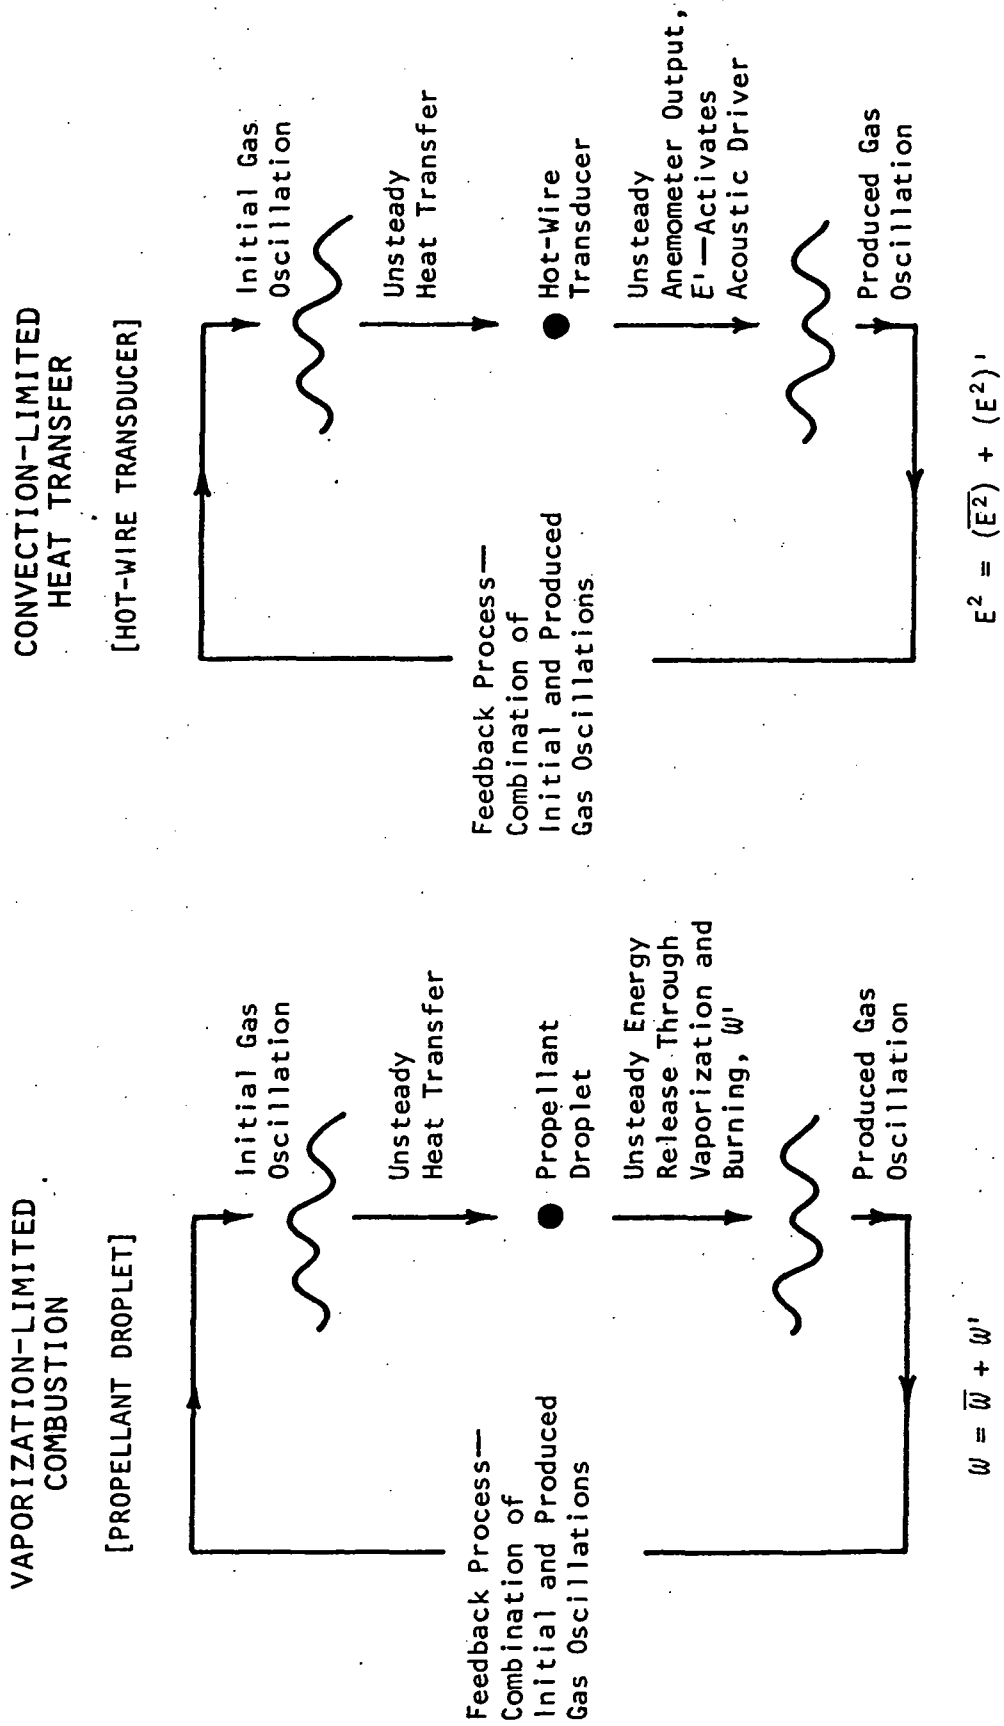 VAPORIZATION-LIMITED
COMBUSTION
[PROPELLANT DROPLET]
Initial Gas
Oscillation
Unsteady
Heat Transfer
Propellant
Droplet
Unsteady Energy
Release Through
Vaporization and
Burning, W'
Produced Gas
Oscillation
Feedback Process—
Combination of
Initial and Produced
Gas Oscillations
W = W̅ + W'
CONVECTION-LIMITED
HEAT TRANSFER
[HOT-WIRE TRANSDUCER]
Initial Gas
Oscillation
Unsteady
Heat Transfer
Hot-Wire
Transducer
Unsteady
Anemometer Output,
E'—Activates
Acoustic Driver
Produced Gas
Oscillation
Feedback Process—
Combination of
Initial and Produced
Gas Oscillations
E² = (E̅²) + (E²)'